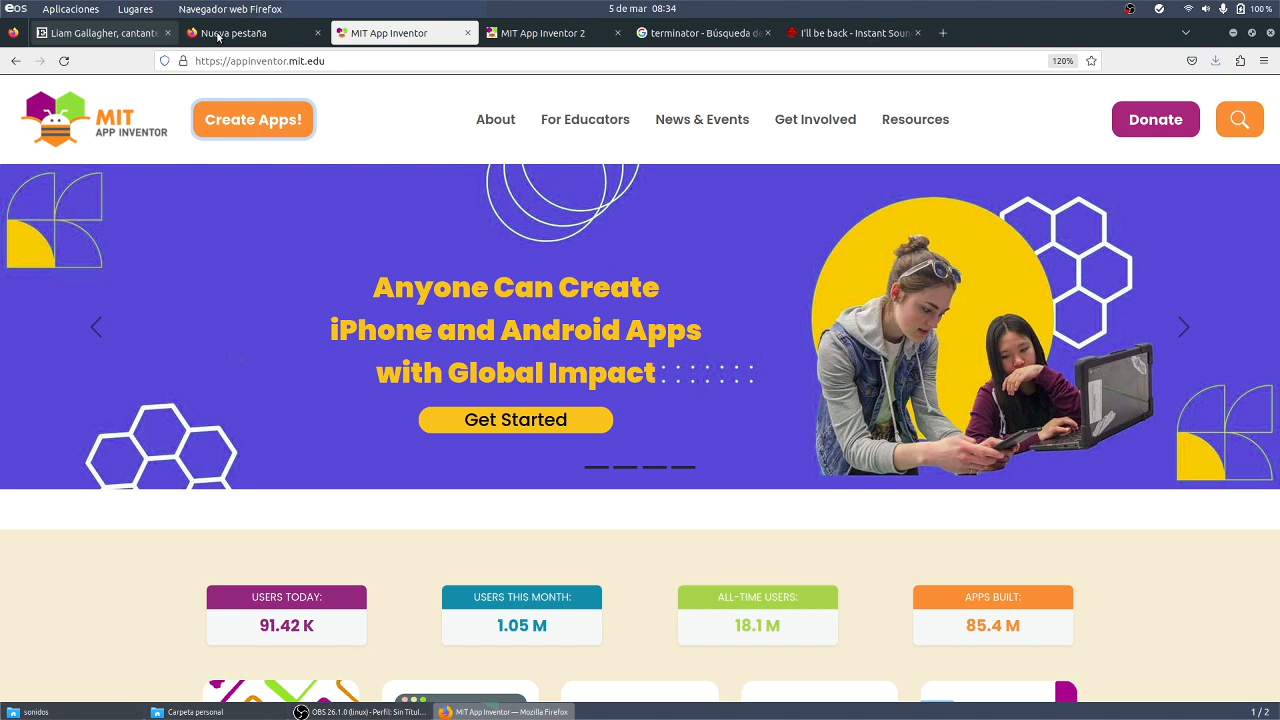 eos Aplicaciones Lugares Navegador web Firefox 5 de mar 08:34 100 %
Liam Gallagher, cantante Nueva pestaña MIT App Inventor MIT App Inventor 2 terminator - Búsqueda de I'll be back - Instant Soun
https://appinventor.mit.edu 120%
MIT
APP INVENTOR
Create Apps! About For Educators News & Events Get Involved Resources Donate
Anyone Can Create
iPhone and Android Apps
with Global Impact
Get Started
USERS TODAY: USERS THIS MONTH: ALL-TIME USERS: APPS BUILT:
91.42 K 1.05 M 18.1 M 85.4 M
sonidos Carpeta personal OBS 26.1.0 (linux) - Perfil: Sin Títul... MIT App Inventor — Mozilla Firefox 1 / 2